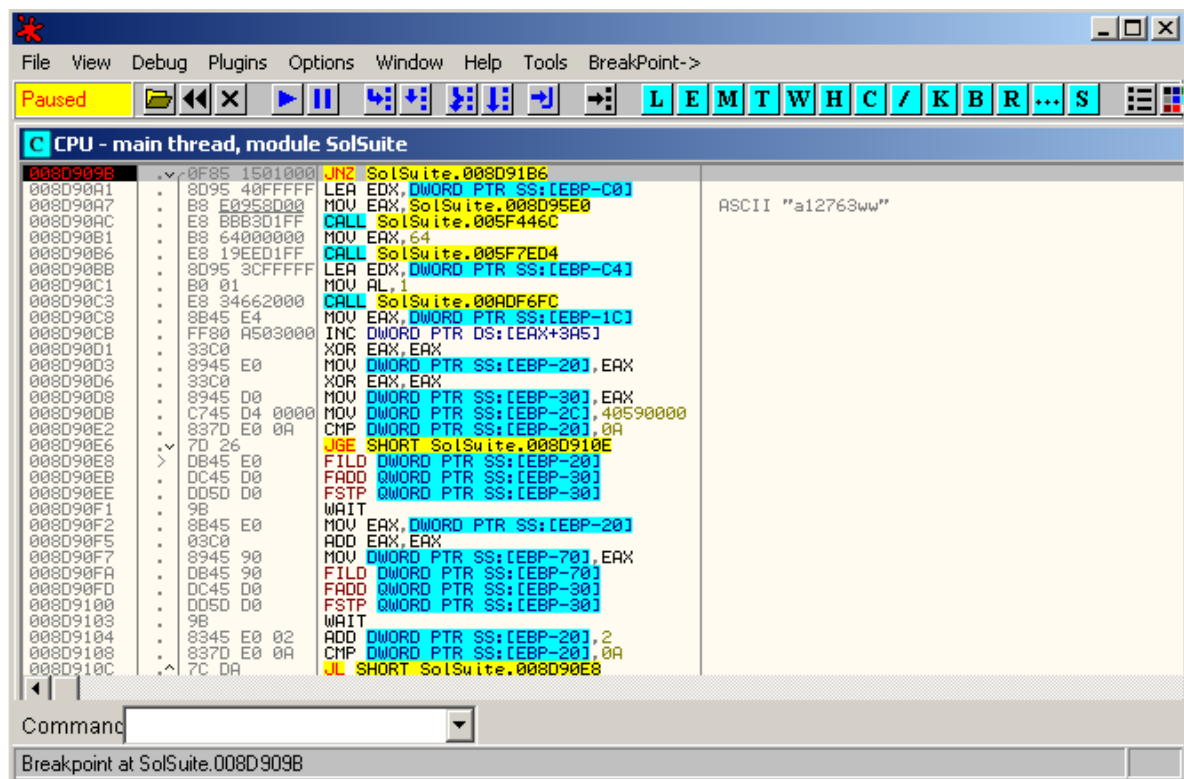 File View Debug Plugins Options Window Help Tools BreakPoint->
Paused L E M T W H C / K B R ... S
C CPU - main thread, module SolSuite
008D909B .v 0F85 1501000 JNZ SolSuite.008D91B6
008D90A1 . 8D95 40FFFFF LEA EDX,DWORD PTR SS:[EBP-C0]
008D90A7 . B8 E0958D00 MOV EAX,SolSuite.008D95E0 ASCII "a12763ww"
008D90AC . E8 BBB3D1FF CALL SolSuite.005F446C
008D90B1 . B8 64000000 MOV EAX,64
008D90B6 . E8 19EED1FF CALL SolSuite.005F7ED4
008D90BB . 8D95 3CFFFFF LEA EDX,DWORD PTR SS:[EBP-C4]
008D90C1 . B0 01 MOV AL,1
008D90C3 . E8 34662000 CALL SolSuite.00ADF6FC
008D90C8 . 8B45 E4 MOV EAX,DWORD PTR SS:[EBP-1C]
008D90CB . FF80 A503000 INC DWORD PTR DS:[EAX+3A5]
008D90D1 . 33C0 XOR EAX,EAX
008D90D3 . 8945 E0 MOV DWORD PTR SS:[EBP-20],EAX
008D90D6 . 33C0 XOR EAX,EAX
008D90D8 . 8945 D0 MOV DWORD PTR SS:[EBP-30],EAX
008D90DB . C745 D4 0000 MOV DWORD PTR SS:[EBP-2C],40590000
008D90E2 . 837D E0 0A CMP DWORD PTR SS:[EBP-20],0A
008D90E6 .v 7D 26 JGE SHORT SolSuite.008D910E
008D90E8 > DB45 E0 FILD DWORD PTR SS:[EBP-20]
008D90EB . DC45 D0 FADD QWORD PTR SS:[EBP-30]
008D90EE . DD5D D0 FSTP QWORD PTR SS:[EBP-30]
008D90F1 . 9B WAIT
008D90F2 . 8B45 E0 MOV EAX,DWORD PTR SS:[EBP-20]
008D90F5 . 03C0 ADD EAX,EAX
008D90F7 . 8945 90 MOV DWORD PTR SS:[EBP-70],EAX
008D90FA . DB45 90 FILD DWORD PTR SS:[EBP-70]
008D90FD . DC45 D0 FADD QWORD PTR SS:[EBP-30]
008D9100 . DD5D D0 FSTP QWORD PTR SS:[EBP-30]
008D9103 . 9B WAIT
008D9104 . 8345 E0 02 ADD DWORD PTR SS:[EBP-20],2
008D9108 . 837D E0 0A CMP DWORD PTR SS:[EBP-20],0A
008D910C .^ 7C DA JL SHORT SolSuite.008D90E8
Command
Breakpoint at SolSuite.008D909B